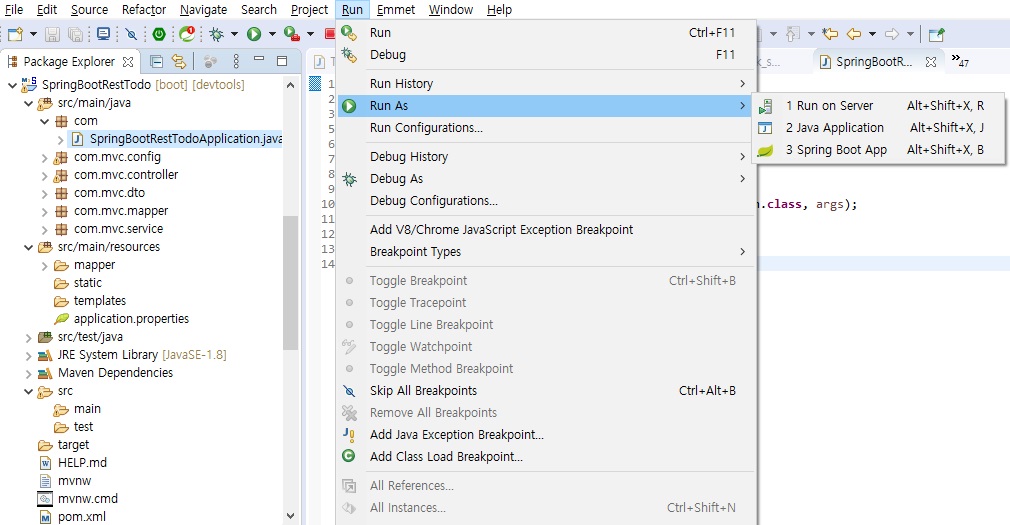 File Edit Source Refactor Navigate Search Project Run Emmet Window Help
Package Explorer
SpringBootRestTodo [boot] [devtools]
src/main/java
com
SpringBootRestTodoApplication.java
com.mvc.config
com.mvc.controller
com.mvc.dto
com.mvc.mapper
com.mvc.service
src/main/resources
mapper
static
templates
application.properties
src/test/java
JRE System Library [JavaSE-1.8]
Maven Dependencies
src
main
test
target
HELP.md
mvnw
mvnw.cmd
pom.xml
1
2
3
4
5
6
7
8
9
10
11
12
13
14
Run Ctrl+F11
Debug F11
Run History
Run As
Run Configurations...
Debug History
Debug As
Debug Configurations...
Add V8/Chrome JavaScript Exception Breakpoint
Breakpoint Types
Toggle Breakpoint Ctrl+Shift+B
Toggle Tracepoint
Toggle Line Breakpoint
Toggle Watchpoint
Toggle Method Breakpoint
Skip All Breakpoints Ctrl+Alt+B
Remove All Breakpoints
Add Java Exception Breakpoint...
Add Class Load Breakpoint...
All References...
All Instances... Ctrl+Shift+N
1 Run on Server Alt+Shift+X, R
2 Java Application Alt+Shift+X, J
3 Spring Boot App Alt+Shift+X, B
k_s...
SpringBootR...
47
.class, args);